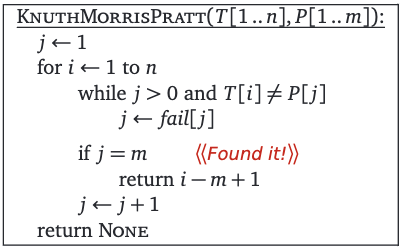 KNUTHMORRISPRATT(T[1..n], P[1..m]):
j ← 1
for i ← 1 to n
while j > 0 and T[i] ≠ P[j]
j ← fail[j]
if j = m ⟨⟨Found it!⟩⟩
return i − m + 1
j ← j + 1
return NONE